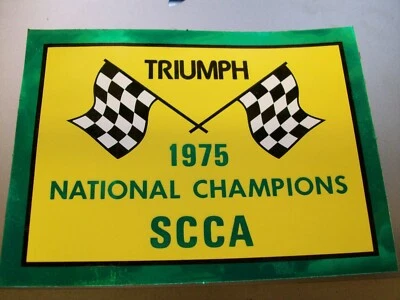 TRIUMPH
1975
NATIONAL CHAMPIONS
SCCA